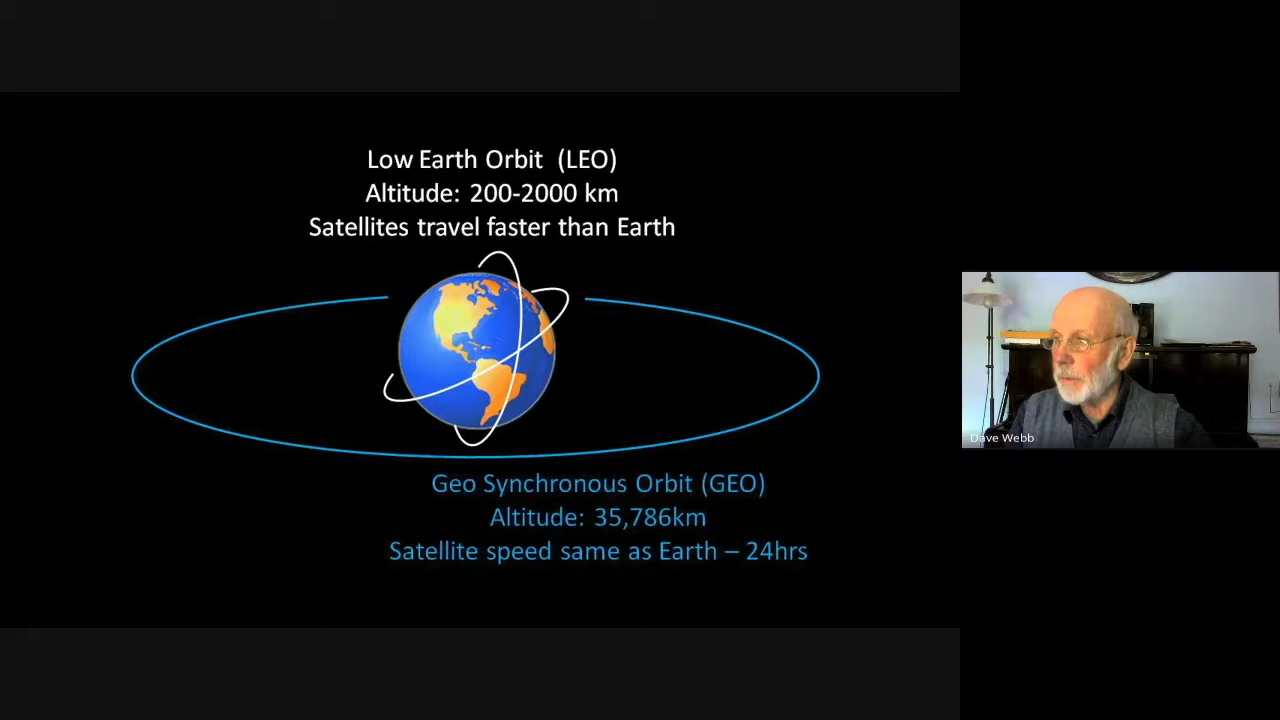 Low Earth Orbit (LEO)
Altitude: 200-2000 km
Satellites travel faster than Earth
Geo Synchronous Orbit (GEO)
Altitude: 35,786km
Satellite speed same as Earth – 24hrs
Dave Webb